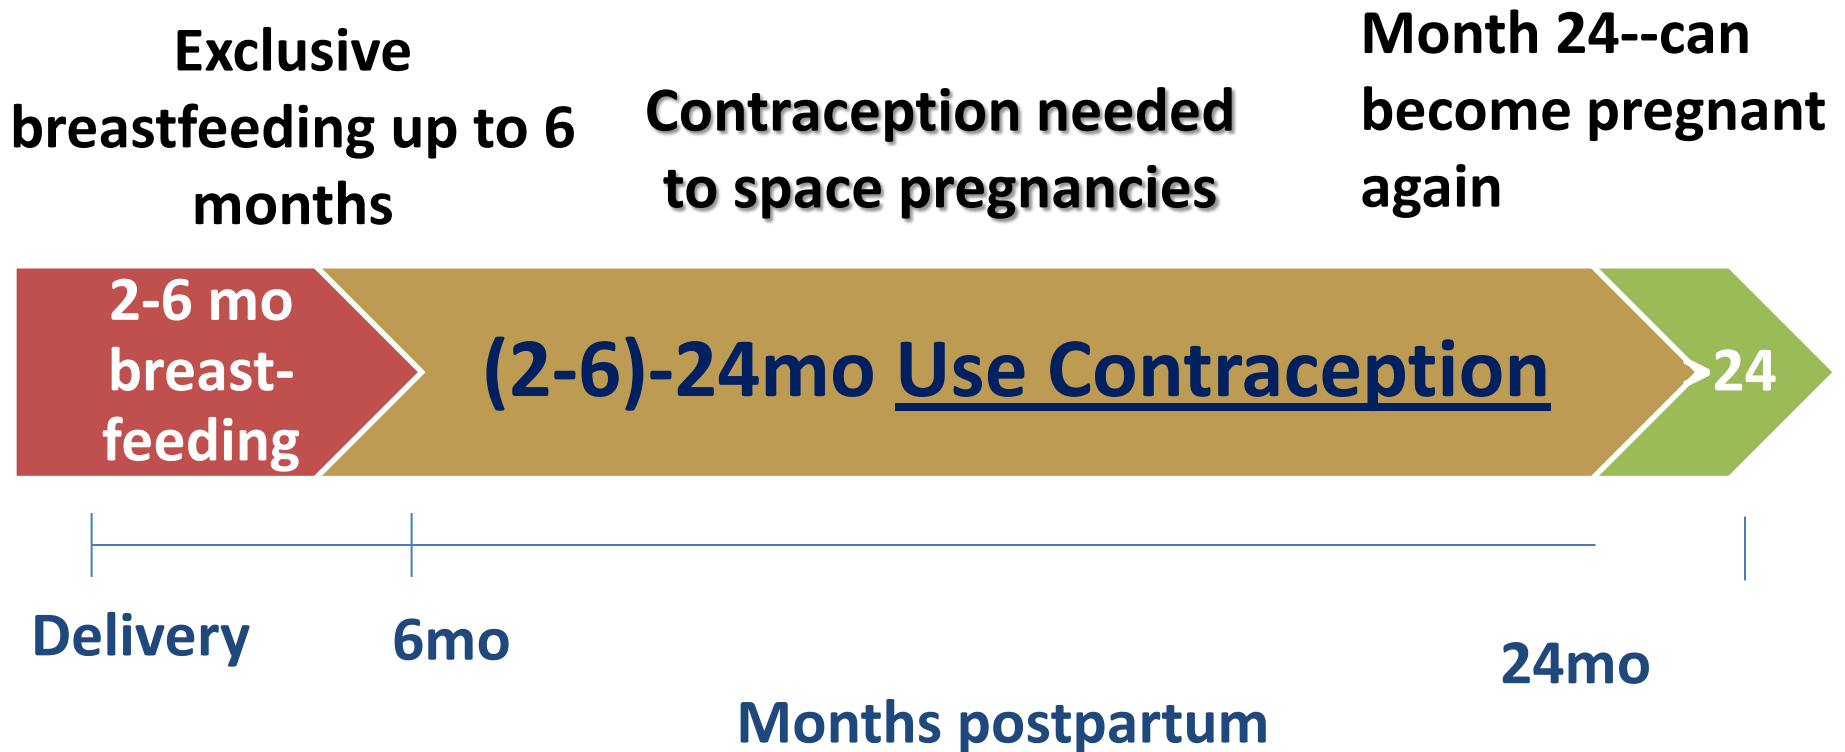 Exclusive
breastfeeding up to 6
months
Contraception needed
to space pregnancies
Month 24--can
become pregnant
again
2-6 mo
breast-
feeding
(2-6)-24mo Use Contraception
>24
Delivery
6mo
24mo
Months postpartum